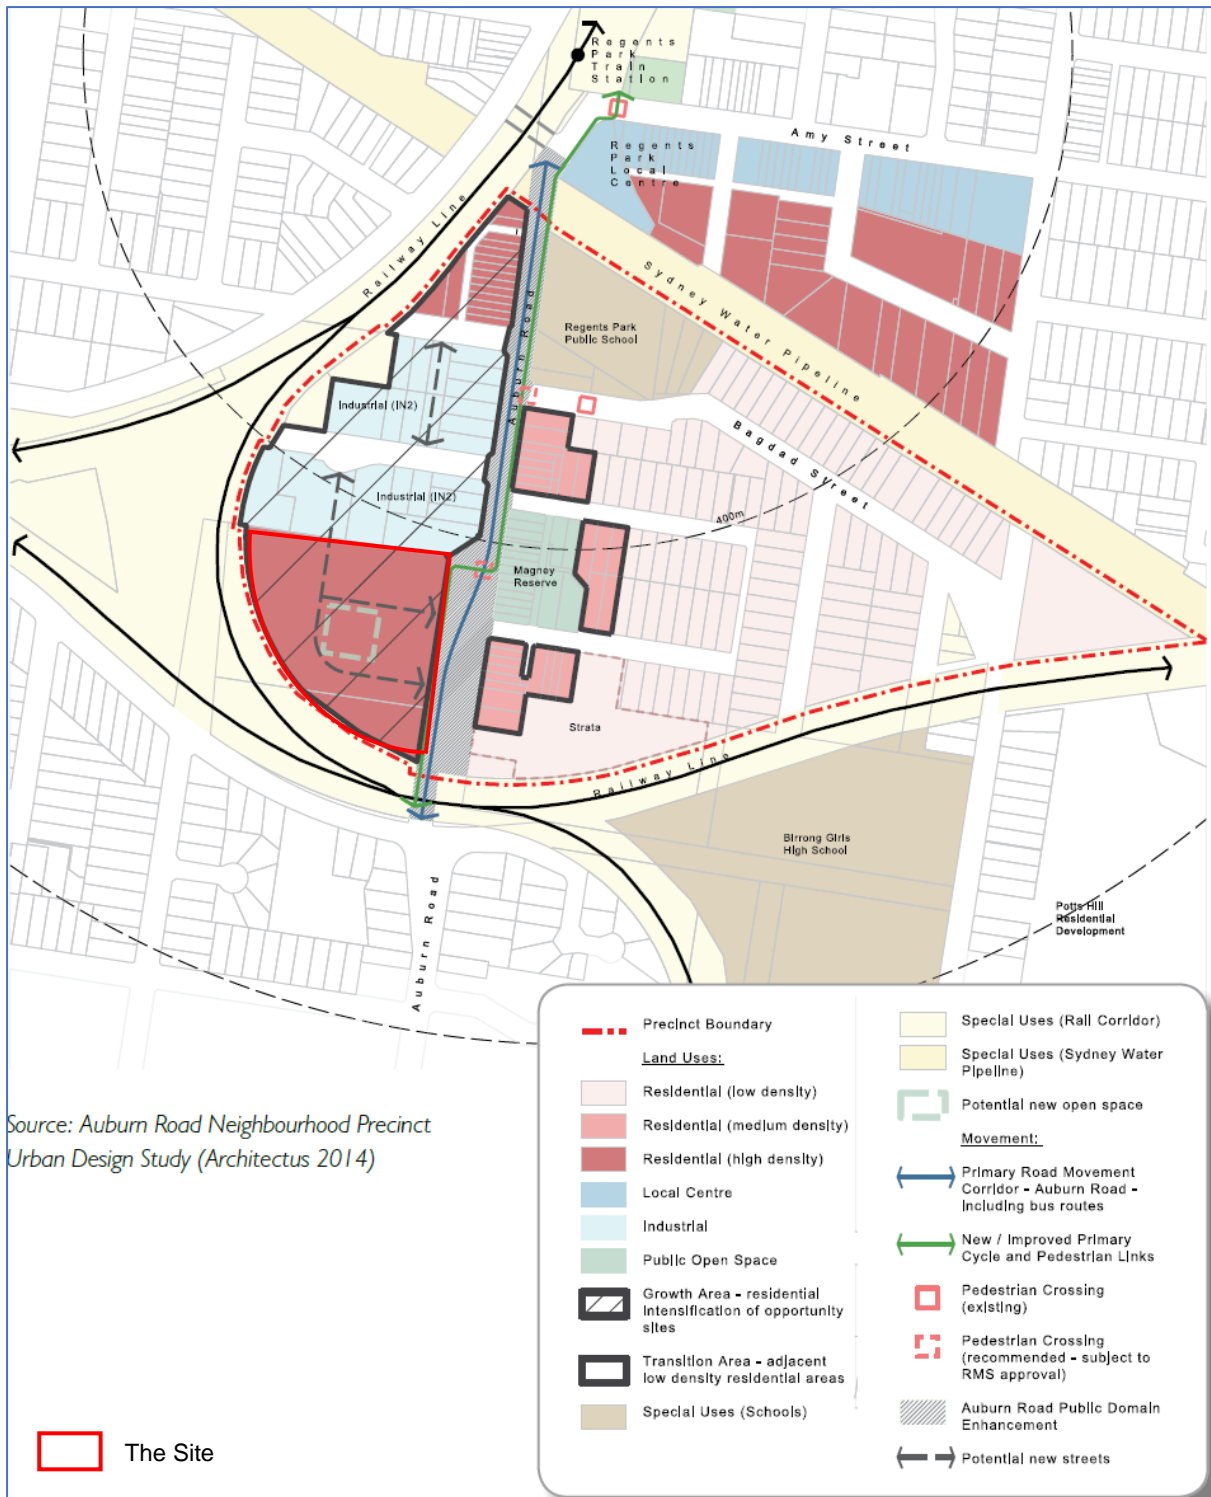 Regents
Park
Train
Station
Amy Street
Regents
Park
Local
Centre
Railway Line
Sydney Water Pipeline
Auburn Road
Regents Park
Public School
Industrial (IN2)
Bagdad Street
Industrial (IN2)
400m
Magney
Reserve
Strata
Railway Line
Birrong Girls
High School
Auburn Road
Potts Hill
Residential
Development
Source: Auburn Road Neighbourhood Precinct
Urban Design Study (Architectus 2014)
The Site
Precinct Boundary
Land Uses:
Residential (low density)
Residential (medium density)
Residential (high density)
Local Centre
Industrial
Public Open Space
Growth Area - residential
intensification of opportunity
sites
Transition Area - adjacent
low density residential areas
Special Uses (Schools)
Special Uses (Rail Corridor)
Special Uses (Sydney Water
Pipeline)
Potential new open space
Movement:
Primary Road Movement
Corridor - Auburn Road -
including bus routes
New / Improved Primary
Cycle and Pedestrian Links
Pedestrian Crossing
(existing)
Pedestrian Crossing
(recommended - subject to
RMS approval)
Auburn Road Public Domain
Enhancement
Potential new streets